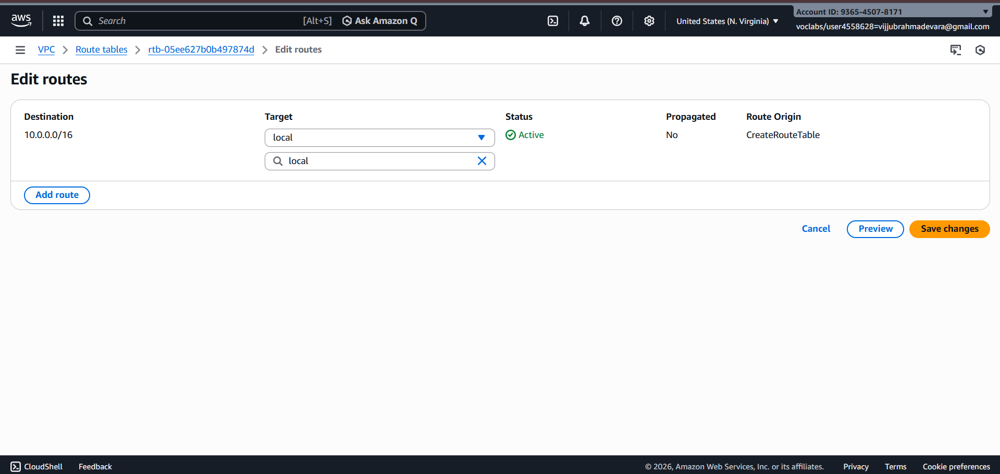 aws
Search [Alt+S] Ask Amazon Q
United States (N. Virginia)
Account ID: 9365-4507-8171
voclabs/user4558628=vijjubrahmadevara@gmail.com
VPC Route tables rtb-05ee627b0b497874d Edit routes
Edit routes
Destination Target Status Propagated Route Origin
10.0.0.0/16 local Active No CreateRouteTable
local
Add route
Cancel Preview Save changes
CloudShell Feedback © 2026, Amazon Web Services, Inc. or its affiliates. Privacy Terms Cookie preferences